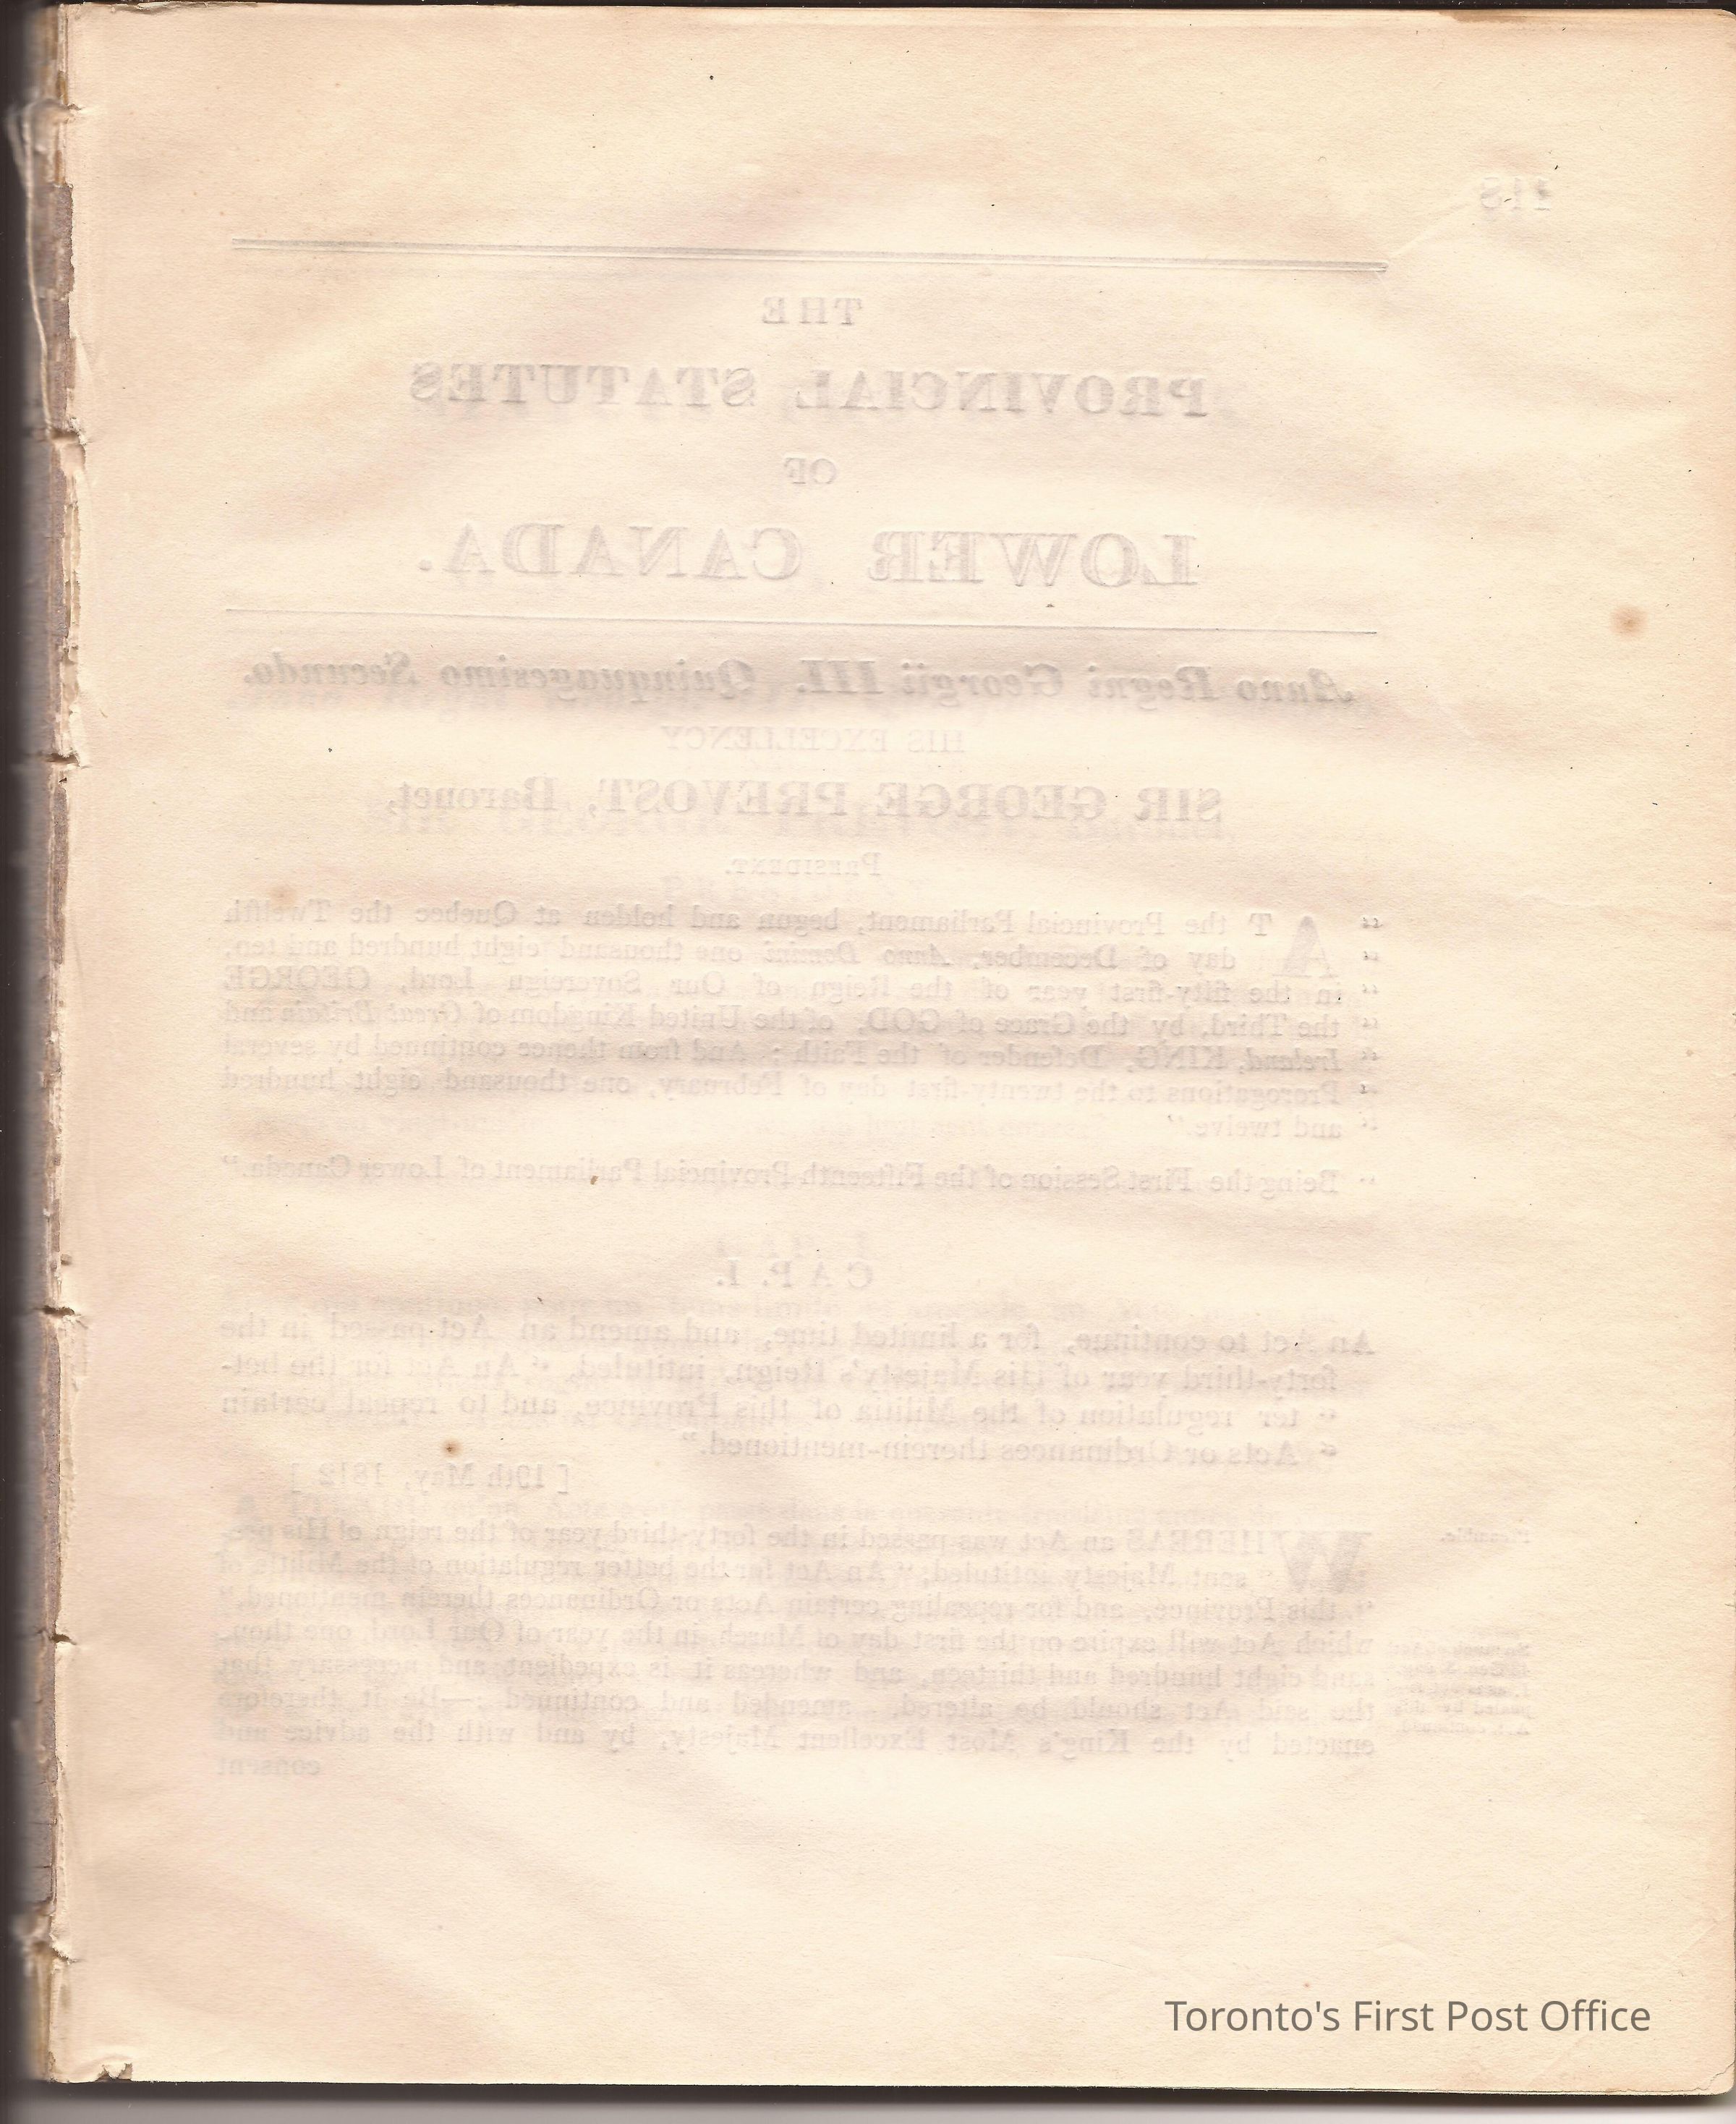 118
THE
PROVINCIAL STATUTES
OF
LOWER CANADA.
Anno Regni Georgii III. Quinquagesimo Secundo.
HIS EXCELLENCY
SIR GEORGE PREVOST, Baronet,
PRESIDENT.
“ AT the Provincial Parliament, begun and holden at Quebec the Twelfth
“ day of December, Anno Domini one thousand eight hundred and ten,
“ in the fifty-first year of the Reign of Our Sovereign Lord, GEORGE
“ the Third, by the Grace of GOD, of the United Kingdom of Great Britain and
“ Ireland, KING, Defender of the Faith ; And from thence continued by several
“ Prorogations to the twenty-first day of February, one thousand eight hundred
“ and twelve.”
“ Being the First Session of the Fifteenth Provincial Parliament of Lower Canada.”
CAP. I.
An Act to continue, for a limited time, and amend an Act passed in the
forty-third year of His Majesty's Reign, intituled, “ An Act for the bet-
“ ter regulation of the Militia of this Province, and to repeal certain
“ Acts or Ordinances therein-mentioned.”
[ 19th May, 1812 ]
Preamble.
WHEREAS an Act was passed in the forty-third year of the reign of His pre-
sent Majesty intituled, “ An Act for the better regulation of the Militia of
“ this Province, and for repealing certain Acts or Ordinances therein mentioned,”
which Act will expire on the first day of March, in the year of Our Lord, one thou-
sand eight hundred and thirteen, and whereas it is expedient and necessary that
the said Act should be altered, amended and continued :—Be it therefore
enacted by the King's Most Excellent Majesty, by and with the advice and
consent
Toronto's First Post Office